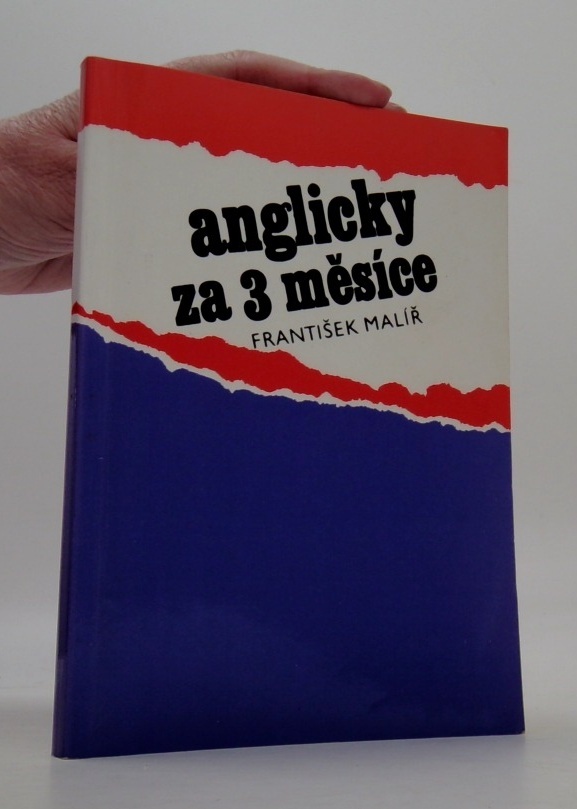 anglicky
za 3 měsíce
FRANTIŠEK MALÍŘ